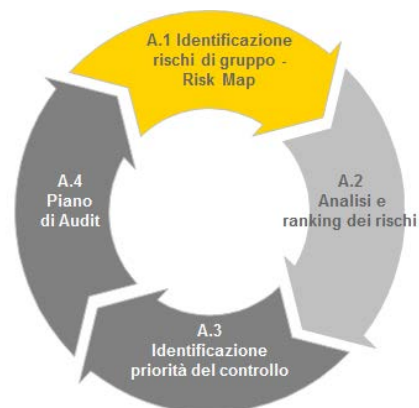 A.1 Identificazione
rischi di gruppo -
Risk Map
A.2
Analisi e
ranking dei rischi
A.3
Identificazione
priorità del controllo
A.4
Piano
di Audit